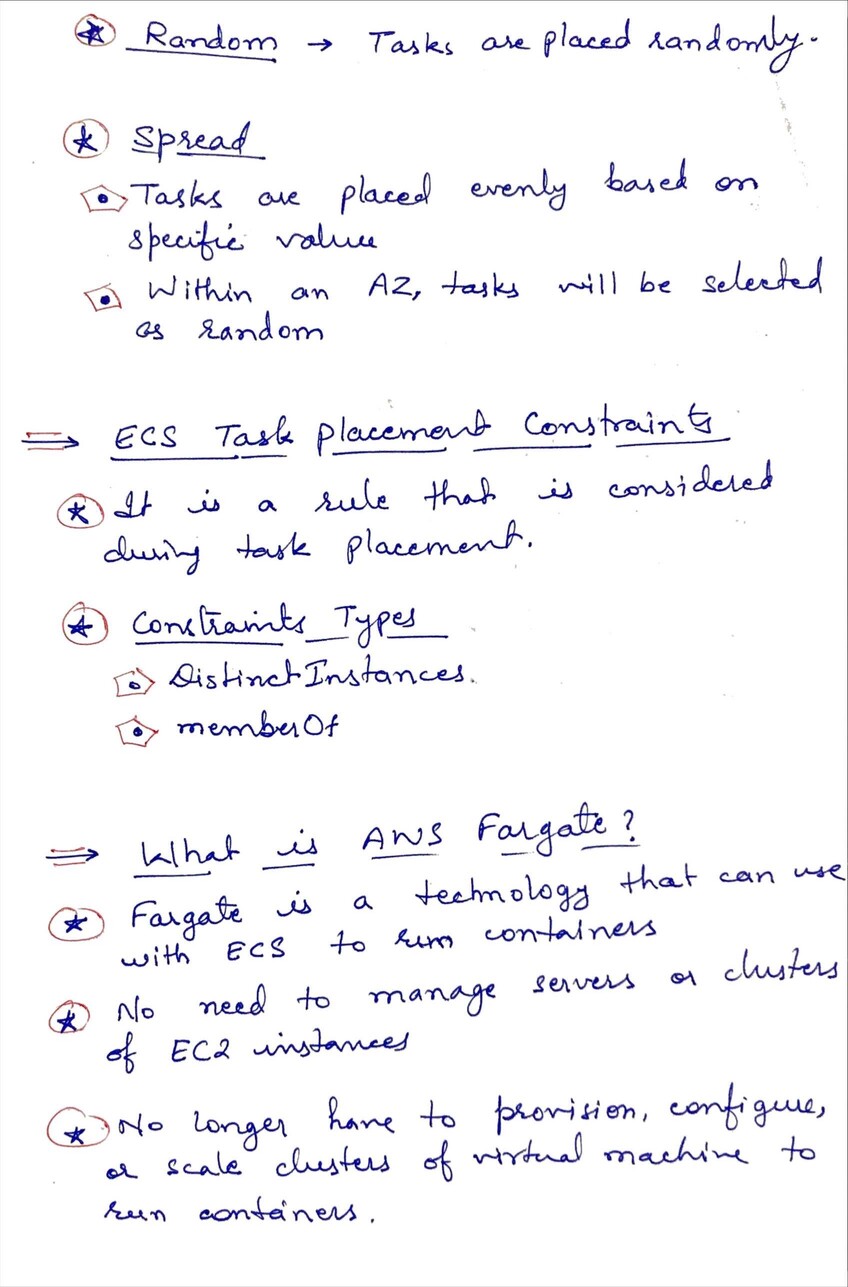 Random → Tasks are placed randomly.
Spread
Tasks are placed evenly based on
specific value
Within an AZ, tasks will be selected
as random
⇒ ECS Task Placement Constraints
It is a rule that is considered
during task placement.
Constraints Types
DistinctInstances.
memberOf
⇒ What is AWS Fargate?
Fargate is a technology that can use
with ECS to run containers
No need to manage servers or clusters
of EC2 instances
No longer have to provision, configure,
or scale clusters of virtual machine to
run containers.